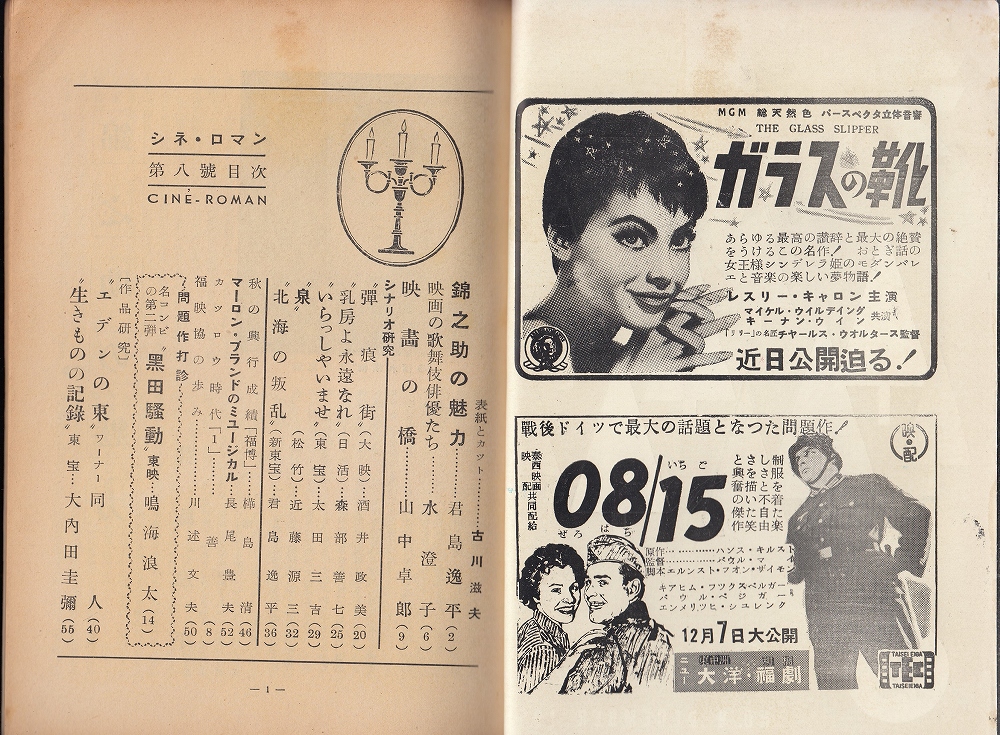 シネ・ロマン
第八號目次
CINÉ-ROMAN
表紙とカット………古川滋夫
錦之助の魅力………君島逸平(2)
映画の歌舞伎俳優たち………水澄子(6)
映畵の橋………山中卓郎(9)
シナリオ研究
〝彈痕街〟(大映)酒井政美(20)
〝乳房よ永遠なれ〟(日活)森部善七(25)
〝いらっしやいませ〟(東宝)太田三吉(29)
〝泉〟(松竹)近藤源三(32)
〝北海の叛乱〟(新東宝)君島逸平(36)
秋の興行成績「福博」樺島清(46)
マーロン・ブランドのミュージカル…長尾豊夫(52)
カツロウ時代「1」………善(8)
福映協の歩み………川述文夫(50)
問題作打診
名コンビの第二弾〝黑田騷動〟東映…鳴海浪太(14)
〔作品研究〕
〝エデンの東〟ワーナー…同人(40)
〝生きものの記錄〟東宝…大內田圭彌(55)
—1—
MGM 総天然色 パースペクタ立体音響
THE GLASS SLIPPER
ガラスの靴
あらゆる最高の讃辞と最大の絶賛
をうけるこの名作! おとぎ話の
女王様シンデレラ姫のモダンバレ
エと音楽の楽しい夢物語!
レスリー・キャロン 主演
マイケル・ウイルデイング
キーナン・ウイン 共演
「リリー」の名匠チャールス・ウオルタース監督
近日公開迫る!
戦後ドイツで最大の話題となつた問題作!
映・配
泰西映画
映配 共同配給
08/15
ぜろはち
いちご
制服を着た
しさと不自由
さを描いた笑
と興奮の傑作
原作………ハンス・キルスト
監督………パウル・マイ
脚本エルンスト・フオン・ザイモン
キアヒム・フツクスベルガー
パウル・ベジガー
エンメリツヒ・シユレンク
12月7日大公開
ニュー大洋・福劇
TAISEI EIGA
TEC
TAISEI EIGA